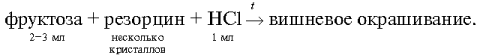 фруктоза + резорцин + HCl →t вишневое окрашивание.
2−3 мл несколько кристаллов 1 мл